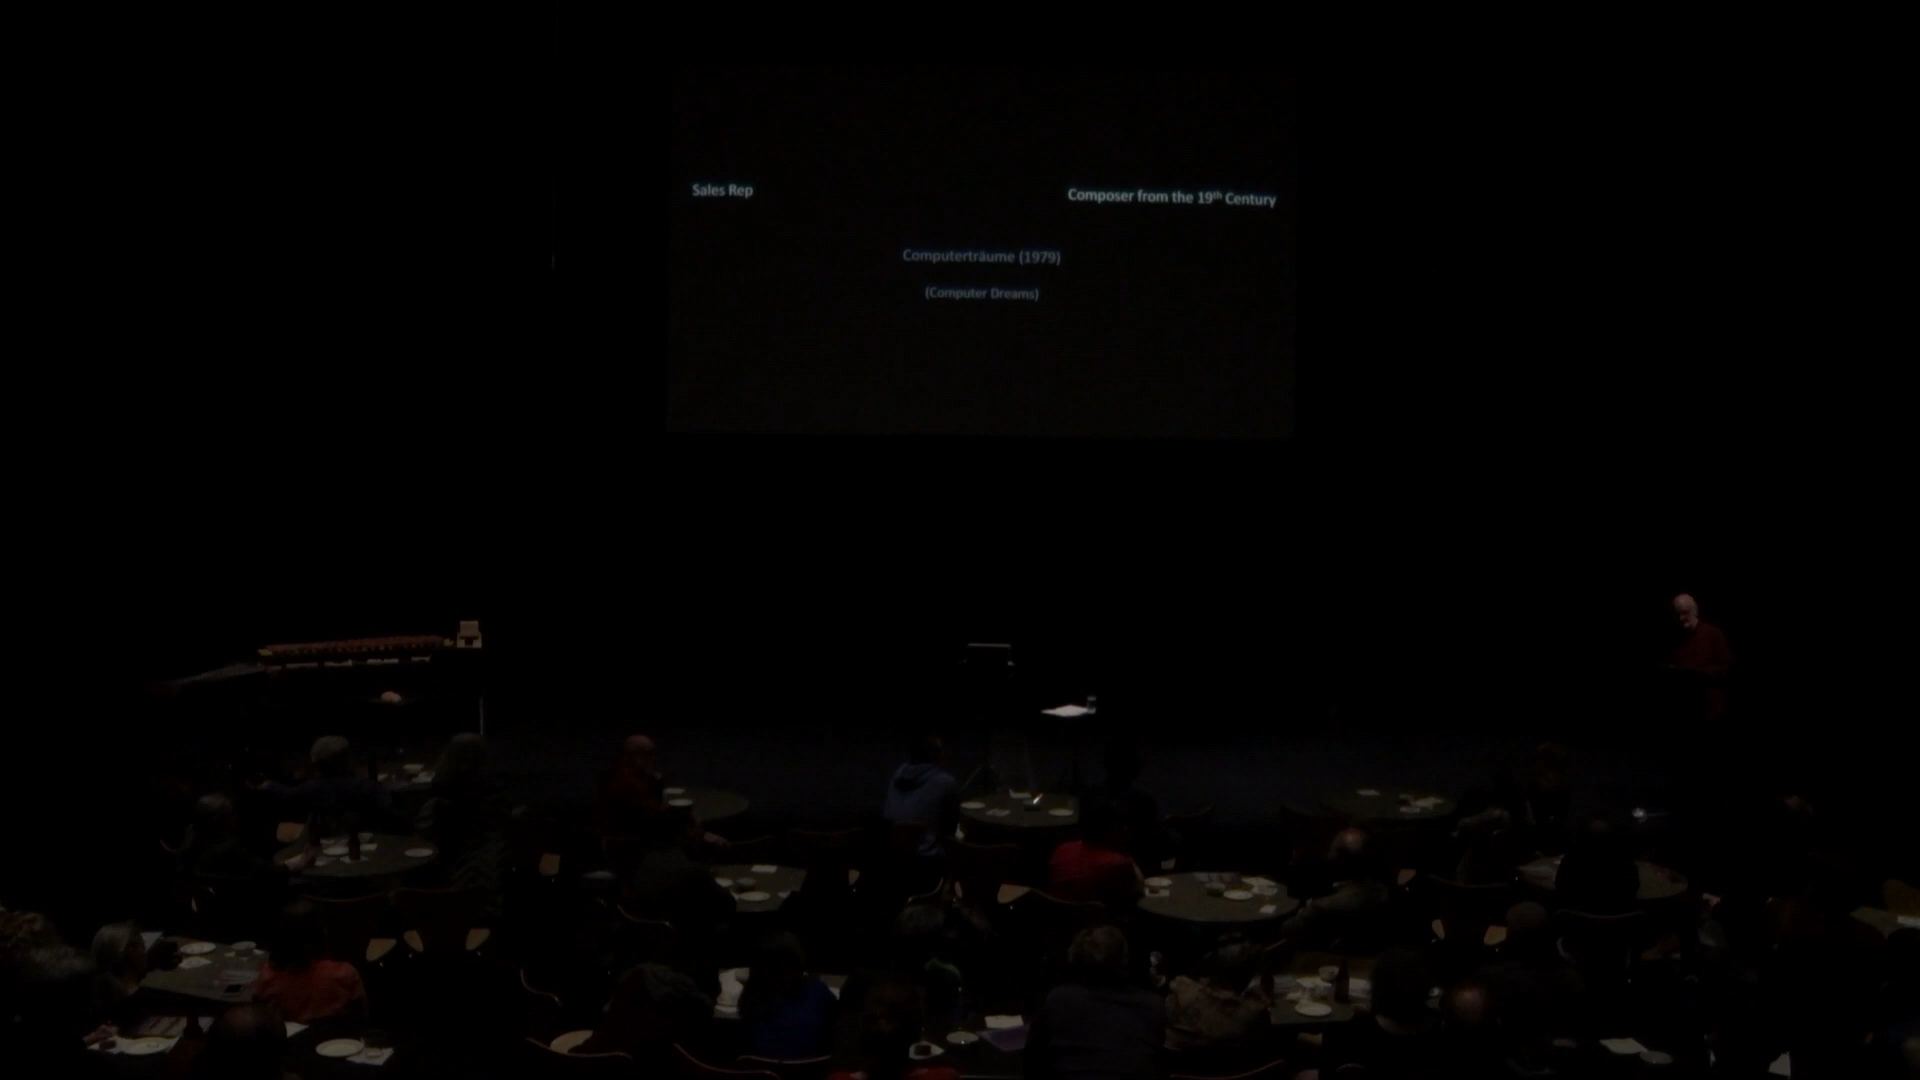 Sales Rep
Composer from the 19th Century
Computerträume (1979)
(Computer Dreams)